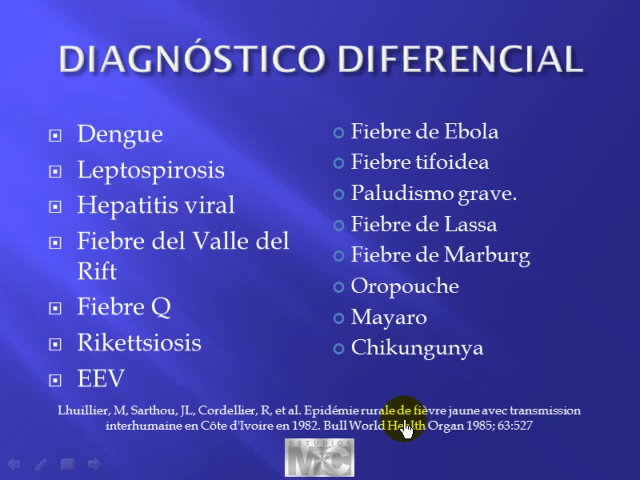 DIAGNÓSTICO DIFERENCIAL
Dengue
Leptospirosis
Hepatitis viral
Fiebre del Valle del
Rift
Fiebre Q
Rikettsiosis
EEV
Fiebre de Ebola
Fiebre tifoidea
Paludismo grave.
Fiebre de Lassa
Fiebre de Marburg
Oropouche
Mayaro
Chikungunya
Lhuillier, M, Sarthou, JL, Cordellier, R, et al. Epidémie rurale de fièvre jaune avec transmission
interhumaine en Côte d'Ivoire en 1982. Bull World Health Organ 1985; 63:527
ESTUDIOS
MC